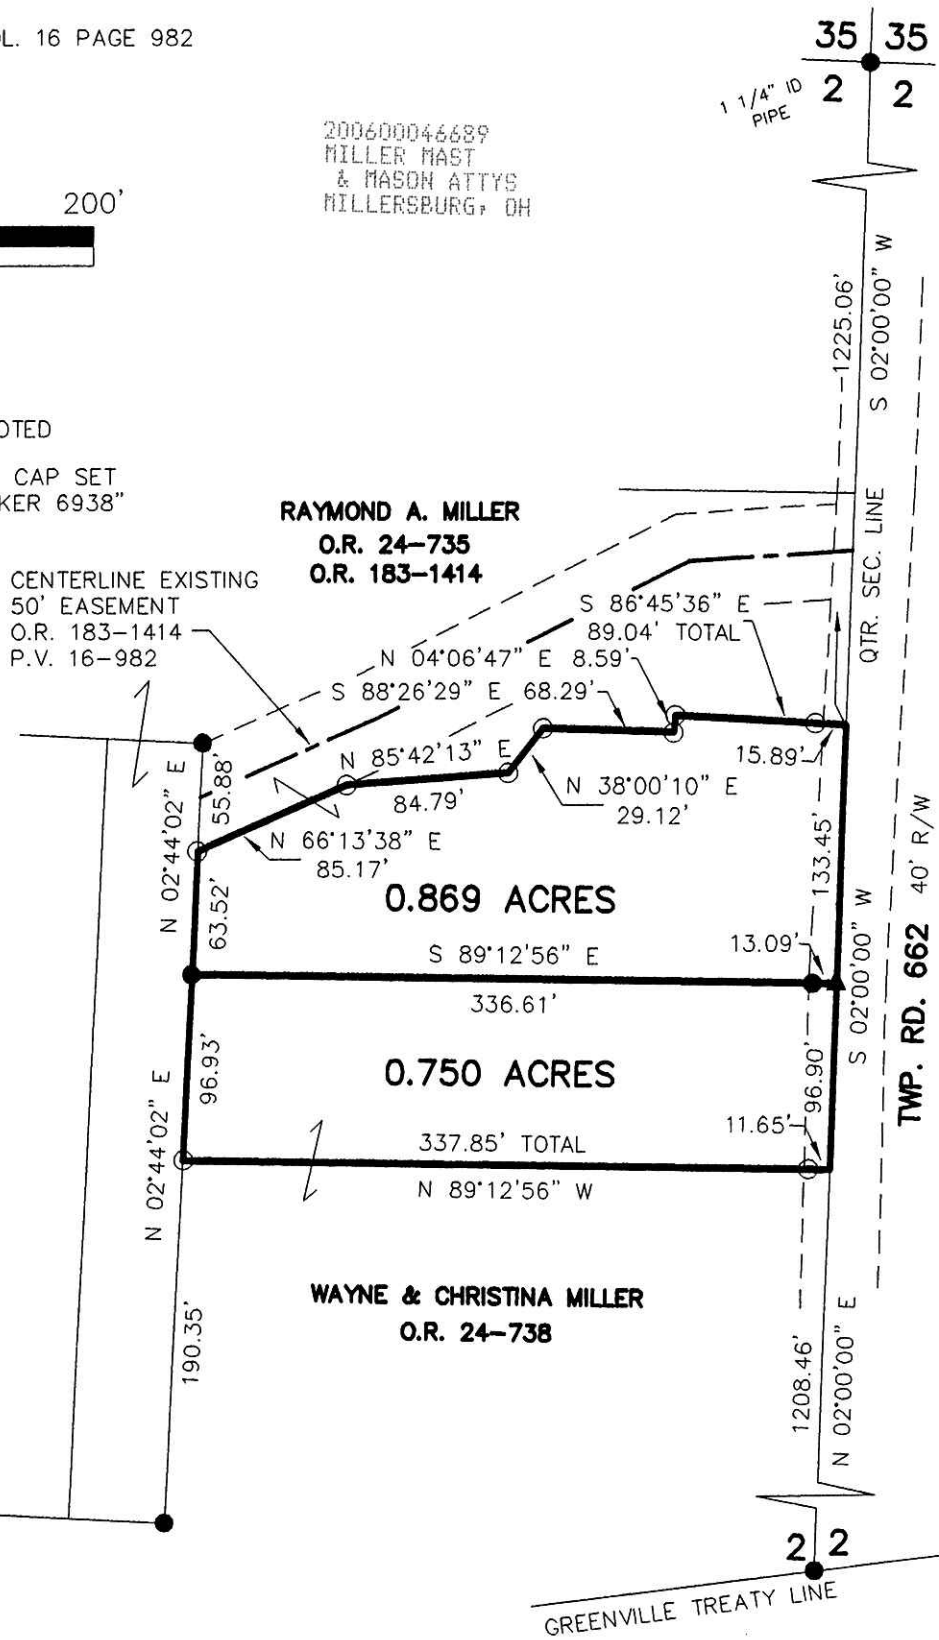 L. 16 PAGE 982
35 35
2 2
1 1/4" ID
PIPE
200600046689
MILLER MAST
& MASON ATTYS
MILLERSBURG, OH
200'
S 02°00'00" W
1225.06'
OTED
CAP SET
KER 6938"
QTR. SEC. LINE
RAYMOND A. MILLER
O.R. 24-735
O.R. 183-1414
CENTERLINE EXISTING
50' EASEMENT
O.R. 183-1414
P.V. 16-982
S 86°45'36" E
89.04' TOTAL
N 04°06'47" E 8.59'
S 88°26'29" E 68.29'
N 85°42'13" E
84.79'
15.89'
N 38°00'10" E
29.12'
55.88'
N 02°44'02" E
N 66°13'38" E
85.17'
133.45'
TWP. RD. 662 40' R/W
63.52'
0.869 ACRES
S 89°12'56" E
336.61'
13.09'
S 02°00'00" W
96.93'
0.750 ACRES
96.90'
11.65'
N 02°44'02" E
337.85' TOTAL
N 89°12'56" W
WAYNE & CHRISTINA MILLER
O.R. 24-738
190.35'
1208.46'
N 02°00'00" E
2 2
GREENVILLE TREATY LINE